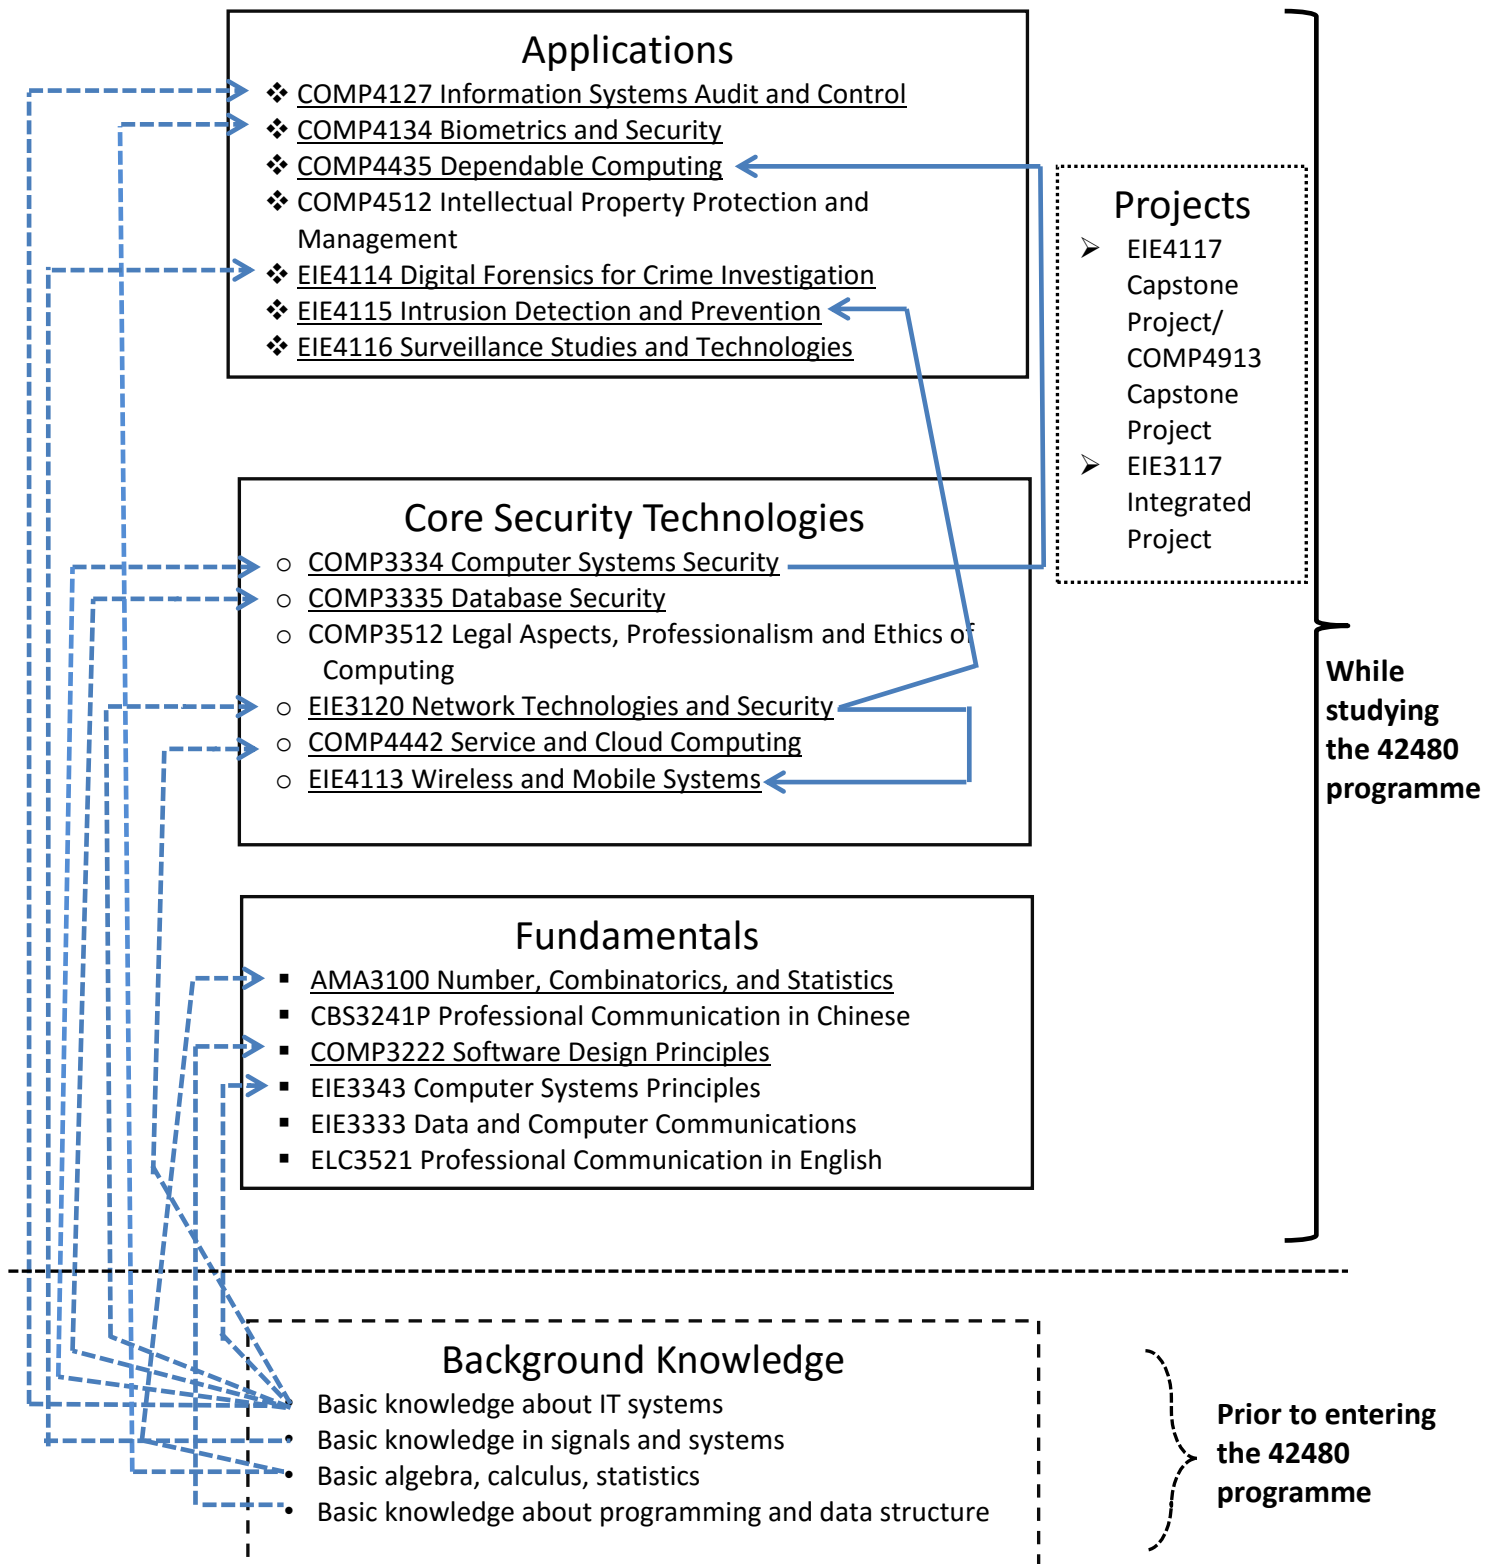 Applications
❖ COMP4127 Information Systems Audit and Control
❖ COMP4134 Biometrics and Security
❖ COMP4435 Dependable Computing
❖ COMP4512 Intellectual Property Protection and
Management
❖ EIE4114 Digital Forensics for Crime Investigation
❖ EIE4115 Intrusion Detection and Prevention
❖ EIE4116 Surveillance Studies and Technologies
Projects
➢ EIE4117
Capstone
Project/
COMP4913
Capstone
Project
➢ EIE3117
Integrated
Project
Core Security Technologies
o COMP3334 Computer Systems Security
o COMP3335 Database Security
o COMP3512 Legal Aspects, Professionalism and Ethics of
Computing
o EIE3120 Network Technologies and Security
o COMP4442 Service and Cloud Computing
o EIE4113 Wireless and Mobile Systems
While
studying
the 42480
programme
Fundamentals
▪ AMA3100 Number, Combinatorics, and Statistics
▪ CBS3241P Professional Communication in Chinese
▪ COMP3222 Software Design Principles
▪ EIE3343 Computer Systems Principles
▪ EIE3333 Data and Computer Communications
▪ ELC3521 Professional Communication in English
Background Knowledge
• Basic knowledge about IT systems
• Basic knowledge in signals and systems
• Basic algebra, calculus, statistics
• Basic knowledge about programming and data structure
Prior to entering
the 42480
programme